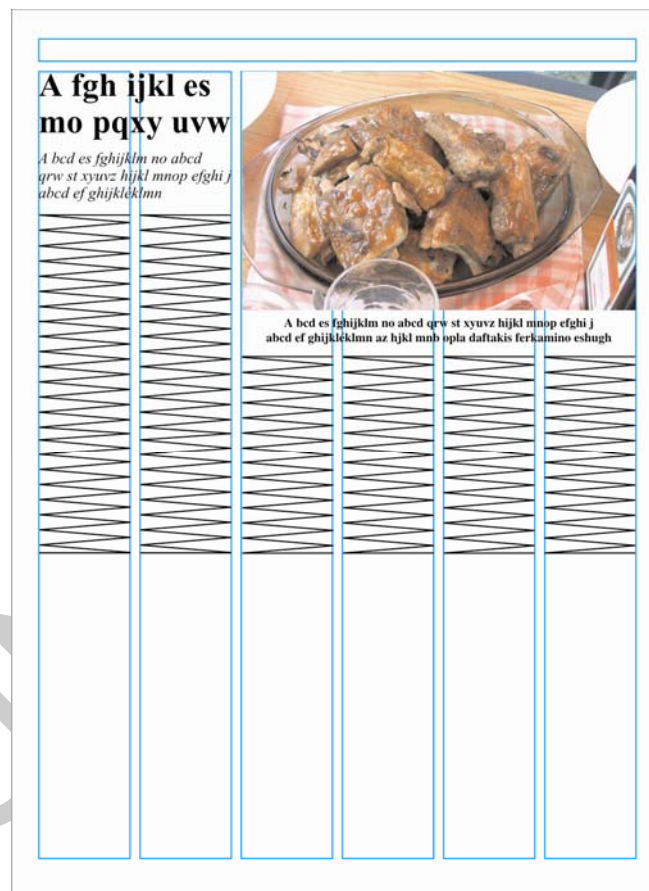 A fgh ijkl es
mo pqxy uvw
A bcd es fghijklm no abcd
qrw st xyuvz hijkl mnop efghi j
abcd ef ghijkléklmn
A bcd es fghijklm no abcd qrw st xyuvz hijkl mnop efghi j
abcd ef ghijkléklmn az hjkl mnb opla daftakis ferkamino eshugh